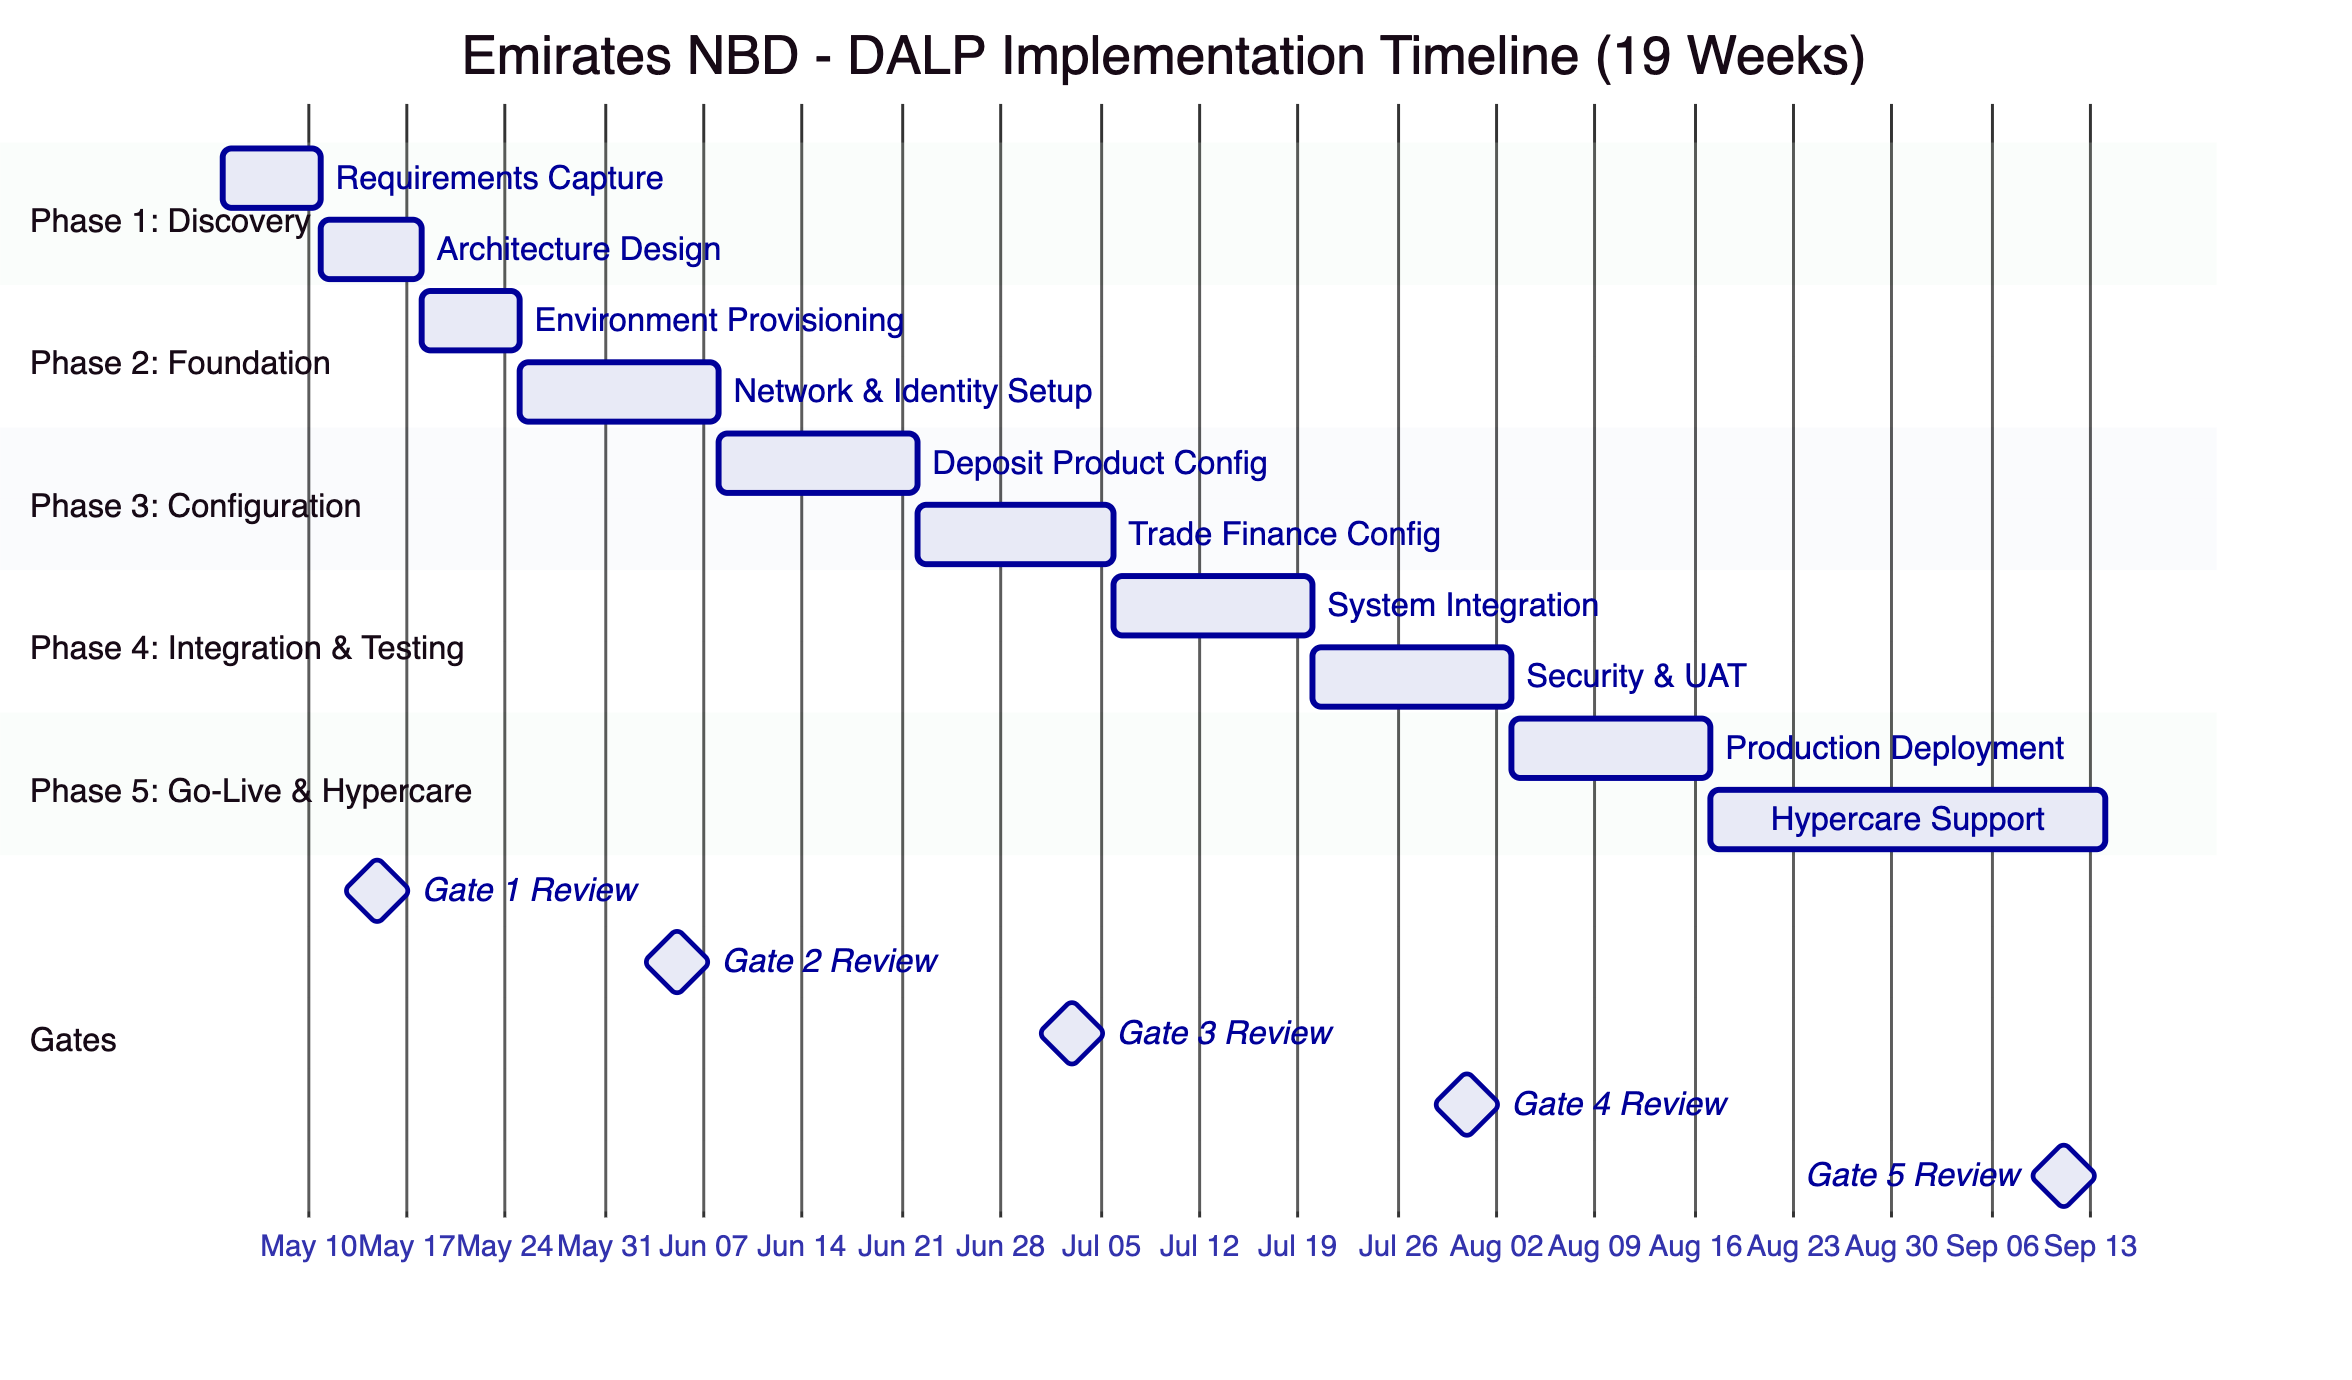 Emirates NBD - DALP Implementation Timeline (19 Weeks)
Phase 1: Discovery
Requirements Capture
Architecture Design
Phase 2: Foundation
Environment Provisioning
Network & Identity Setup
Phase 3: Configuration
Deposit Product Config
Trade Finance Config
Phase 4: Integration & Testing
System Integration
Security & UAT
Phase 5: Go-Live & Hypercare
Production Deployment
Hypercare Support
Gates
Gate 1 Review
Gate 2 Review
Gate 3 Review
Gate 4 Review
Gate 5 Review
May 10 May 17 May 24 May 31 Jun 07 Jun 14 Jun 21 Jun 28 Jul 05 Jul 12 Jul 19 Jul 26 Aug 02 Aug 09 Aug 16 Aug 23 Aug 30 Sep 06 Sep 13